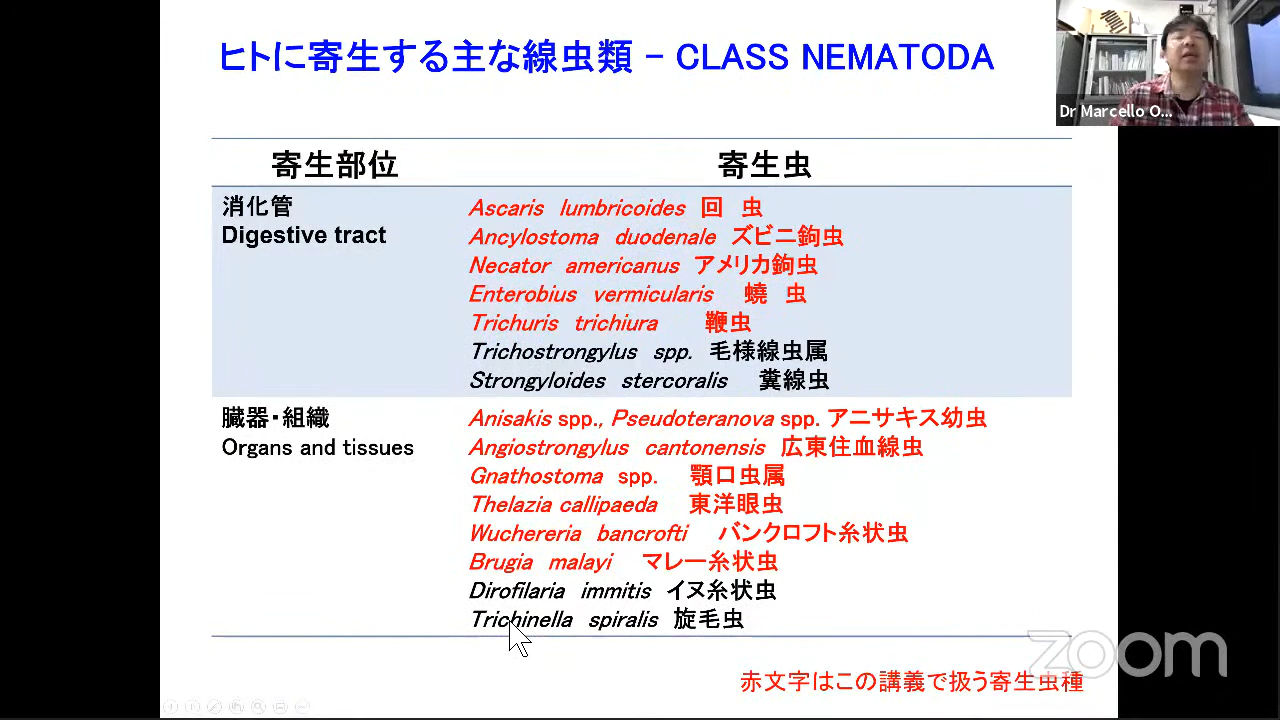 ヒトに寄生する主な線虫類 – CLASS NEMATODA
Dr Marcello O...
寄生部位 寄生虫
消化管
Digestive tract
Ascaris lumbricoides 回 虫
Ancylostoma duodenale ズビニ鉤虫
Necator americanus アメリカ鉤虫
Enterobius vermicularis 蟯 虫
Trichuris trichiura 鞭虫
Trichostrongylus spp. 毛様線虫属
Strongyloides stercoralis 糞線虫
臓器・組織
Organs and tissues
Anisakis spp., Pseudoteranova spp. アニサキス幼虫
Angiostrongylus cantonensis 広東住血線虫
Gnathostoma spp. 顎口虫属
Thelazia callipaeda 東洋眼虫
Wuchereria bancrofti バンクロフト糸状虫
Brugia malayi マレー糸状虫
Dirofilaria immitis イヌ糸状虫
Trichinella spiralis 旋毛虫
zoom
赤文字はこの講義で扱う寄生虫種